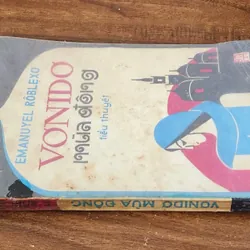 EMANUYEL RÔBLEXƠ
VONIDO
mùa đông
tiểu thuyết
VONIDO MÙA ĐÔNG